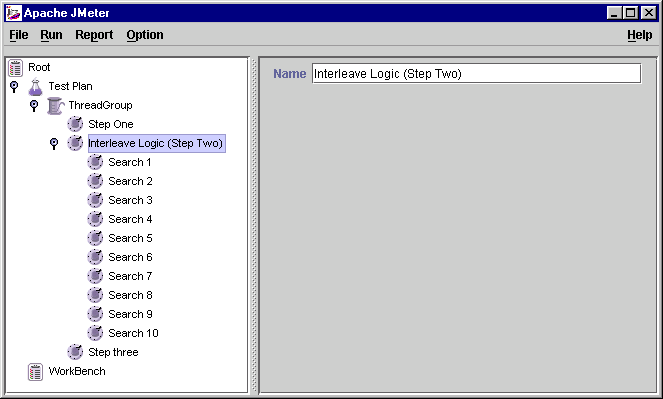 Apache JMeter
File Run Report Option Help
Root
Test Plan
ThreadGroup
Step One
Interleave Logic (Step Two)
Search 1
Search 2
Search 3
Search 4
Search 5
Search 6
Search 7
Search 8
Search 9
Search 10
Step three
WorkBench
Name Interleave Logic (Step Two)